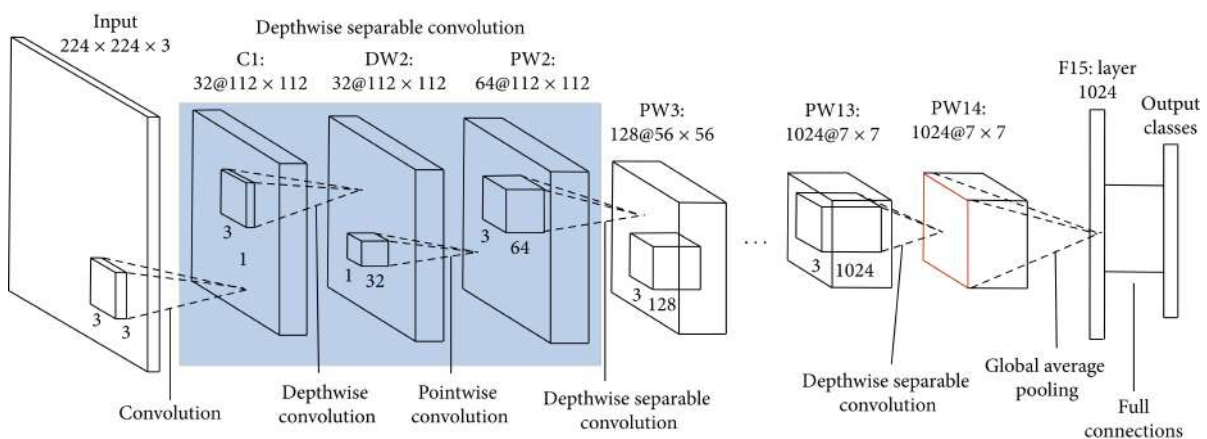 Input
224 × 224 × 3
Depthwise separable convolution
C1:
32@112 × 112
DW2:
32@112 × 112
PW2:
64@112 × 112
PW3:
128@56 × 56
PW13:
1024@7 × 7
PW14:
1024@7 × 7
F15: layer
1024
Output
classes
3
3
3
1
1
32
3
64
3
128
...
3
1024
Convolution
Depthwise
convolution
Pointwise
convolution
Depthwise separable
convolution
Depthwise separable
convolution
Global average
pooling
Full
connections